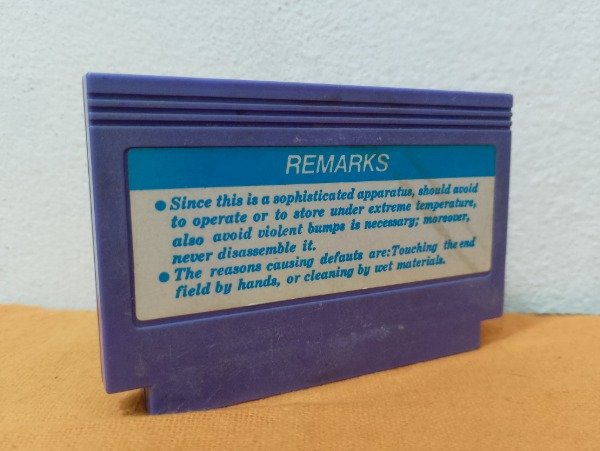 REMARKS
● Since this is a sophisticated apparatus, should avoid
to operate or to store under extreme temperature,
also avoid violent bumps is necessary; moreover,
never disassemble it.
● The reasons causing defauts are:Touching the end
field by hands, or cleaning by wet materials.